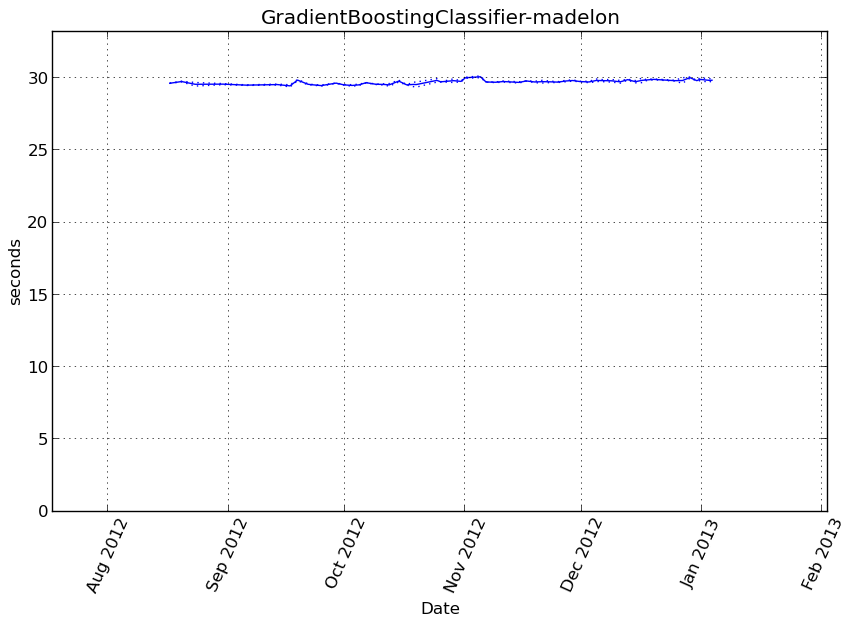 GradientBoostingClassifier-madelon
30
25
20
15
10
5
0
seconds
Aug 2012
Sep 2012
Oct 2012
Nov 2012
Dec 2012
Jan 2013
Feb 2013
Date